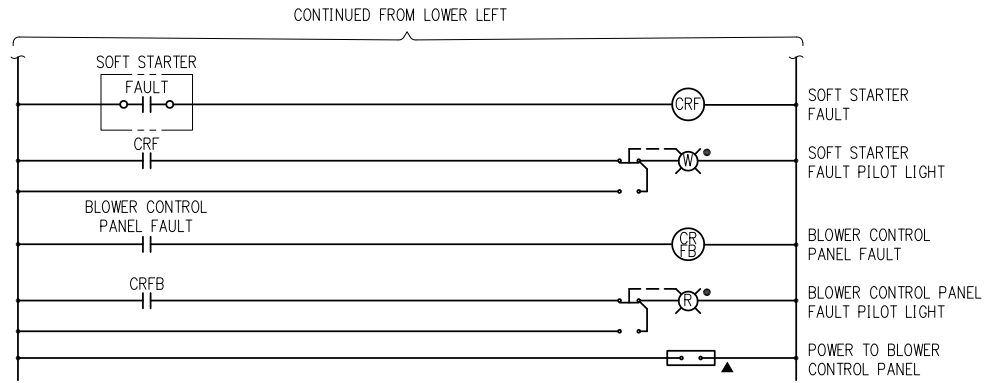 CONTINUED FROM LOWER LEFT
SOFT STARTER
FAULT
CRF
SOFT STARTER
FAULT
CRF
W
SOFT STARTER
FAULT PILOT LIGHT
BLOWER CONTROL
PANEL FAULT
CR
FB
BLOWER CONTROL
PANEL FAULT
CRFB
R
BLOWER CONTROL PANEL
FAULT PILOT LIGHT
POWER TO BLOWER
CONTROL PANEL